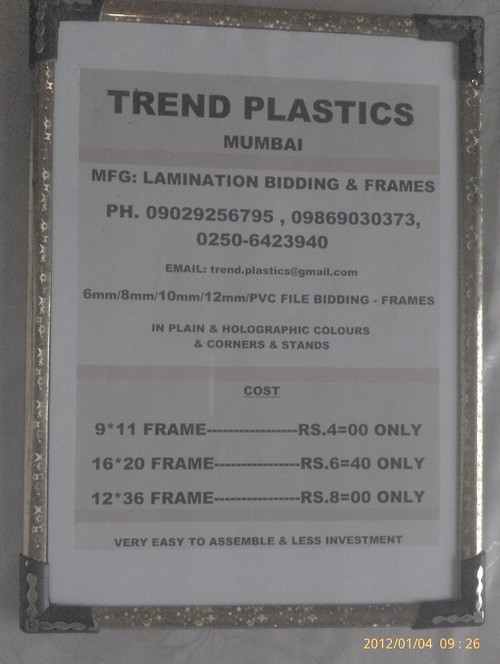 TREND PLASTICS
MUMBAI
MFG: LAMINATION BIDDING & FRAMES
PH. 09029256795 , 09869030373,
0250-6423940
EMAIL: trend.plastics@gmail.com
6mm/8mm/10mm/12mm/PVC FILE BIDDING - FRAMES
IN PLAIN & HOLOGRAPHIC COLOURS
& CORNERS & STANDS
COST
9*11 FRAME----------------RS.4=00 ONLY
16*20 FRAME---------------RS.6=40 ONLY
12*36 FRAME---------------RS.8=00 ONLY
VERY EASY TO ASSEMBLE & LESS INVESTMENT
2012/01/04 09:26